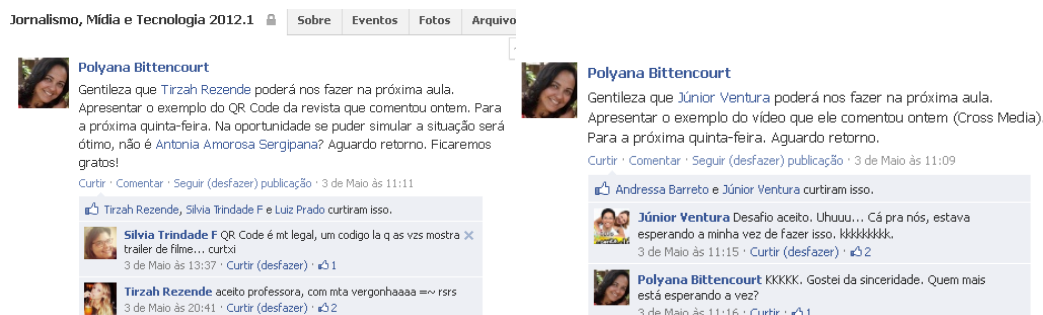 Jornalismo, Mídia e Tecnologia 2012.1
Sobre
Eventos
Fotos
Arquivo
Polyana Bittencourt
Gentileza que Tirzah Rezende poderá nos fazer na próxima aula.
Apresentar o exemplo do QR Code da revista que comentou ontem. Para
a próxima quinta-feira. Na oportunidade se puder simular a situação será
ótimo, não é Antonia Amorosa Sergipana? Aguardo retorno. Ficaremos
gratos!
Curtir · Comentar · Seguir (desfazer) publicação · 3 de Maio às 11:11
Tirzah Rezende, Silvia Trindade F e Luiz Prado curtiram isso.
Silvia Trindade F QR Code é mt legal, um codigo la q as vzs mostra
trailer de filme... curtxi
3 de Maio às 13:37 · Curtir (desfazer) · 1
Tirzah Rezende aceito professora, com mta vergonhaaaa =~ rsrs
3 de Maio às 20:41 · Curtir (desfazer) · 2
Polyana Bittencourt
Gentileza que Júnior Ventura poderá nos fazer na próxima aula.
Apresentar o exemplo do vídeo que ele comentou ontem (Cross Media).
Para a próxima quinta-feira. Aguardo retorno.
Curtir · Comentar · Seguir (desfazer) publicação · 3 de Maio às 11:09
Andressa Barreto e Júnior Ventura curtiram isso.
Júnior Ventura Desafio aceito. Uhuuu... Cá pra nós, estava
esperando a minha vez de fazer isso. kkkkkkkkk.
3 de Maio às 11:15 · Curtir (desfazer) · 2
Polyana Bittencourt KKKKK. Gostei da sinceridade. Quem mais
está esperando a vez?
3 de Maio às 11:16 · Curtir · 1